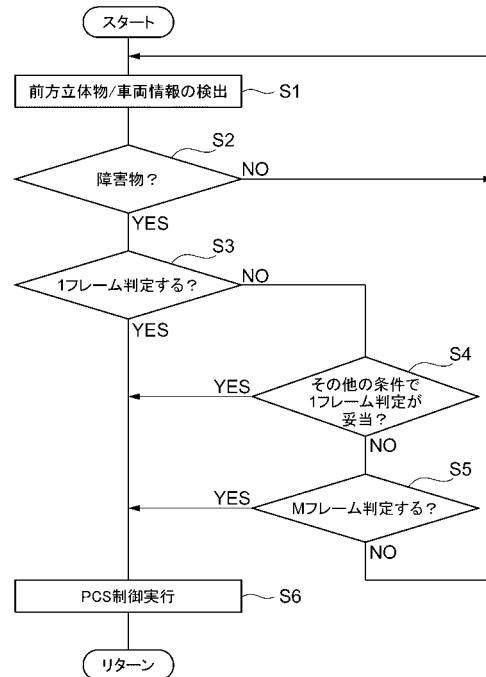 スタート
前方立体物/車両情報の検出
S1
S2
障害物？
NO
YES
S3
1フレーム判定する？
NO
YES
S4
その他の条件で
1フレーム判定が
妥当？
YES
NO
S5
Mフレーム判定する？
YES
NO
PCS制御実行
S6
リターン